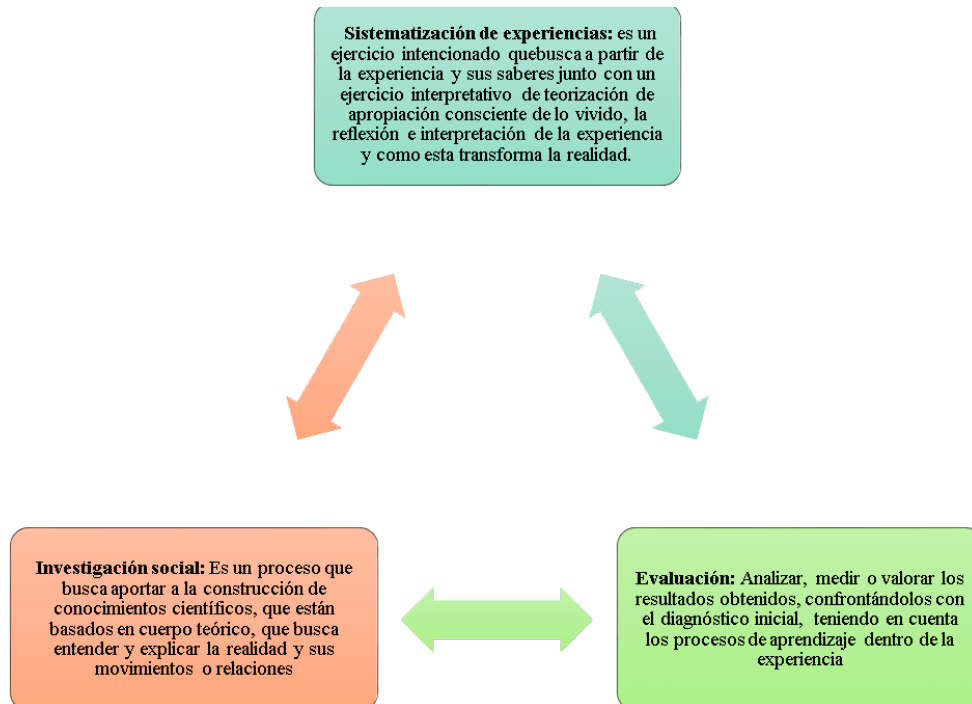 Sistematización de experiencias: es un
ejercicio intencionado quebusca a partir de
la experiencia y sus saberes junto con un
ejercicio interpretativo de teorización de
apropiación consciente de lo vivido, la
reflexión e interpretación de la experiencia
y como esta transforma la realidad.
Investigación social: Es un proceso que
busca aportar a la construcción de
conocimientos científicos, que están
basados en cuerpo teórico, que busca
entender y explicar la realidad y sus
movimientos o relaciones
Evaluación: Analizar, medir o valorar los
resultados obtenidos, confrontándolos con
el diagnóstico inicial, teniendo en cuenta
los procesos de aprendizaje dentro de la
experiencia